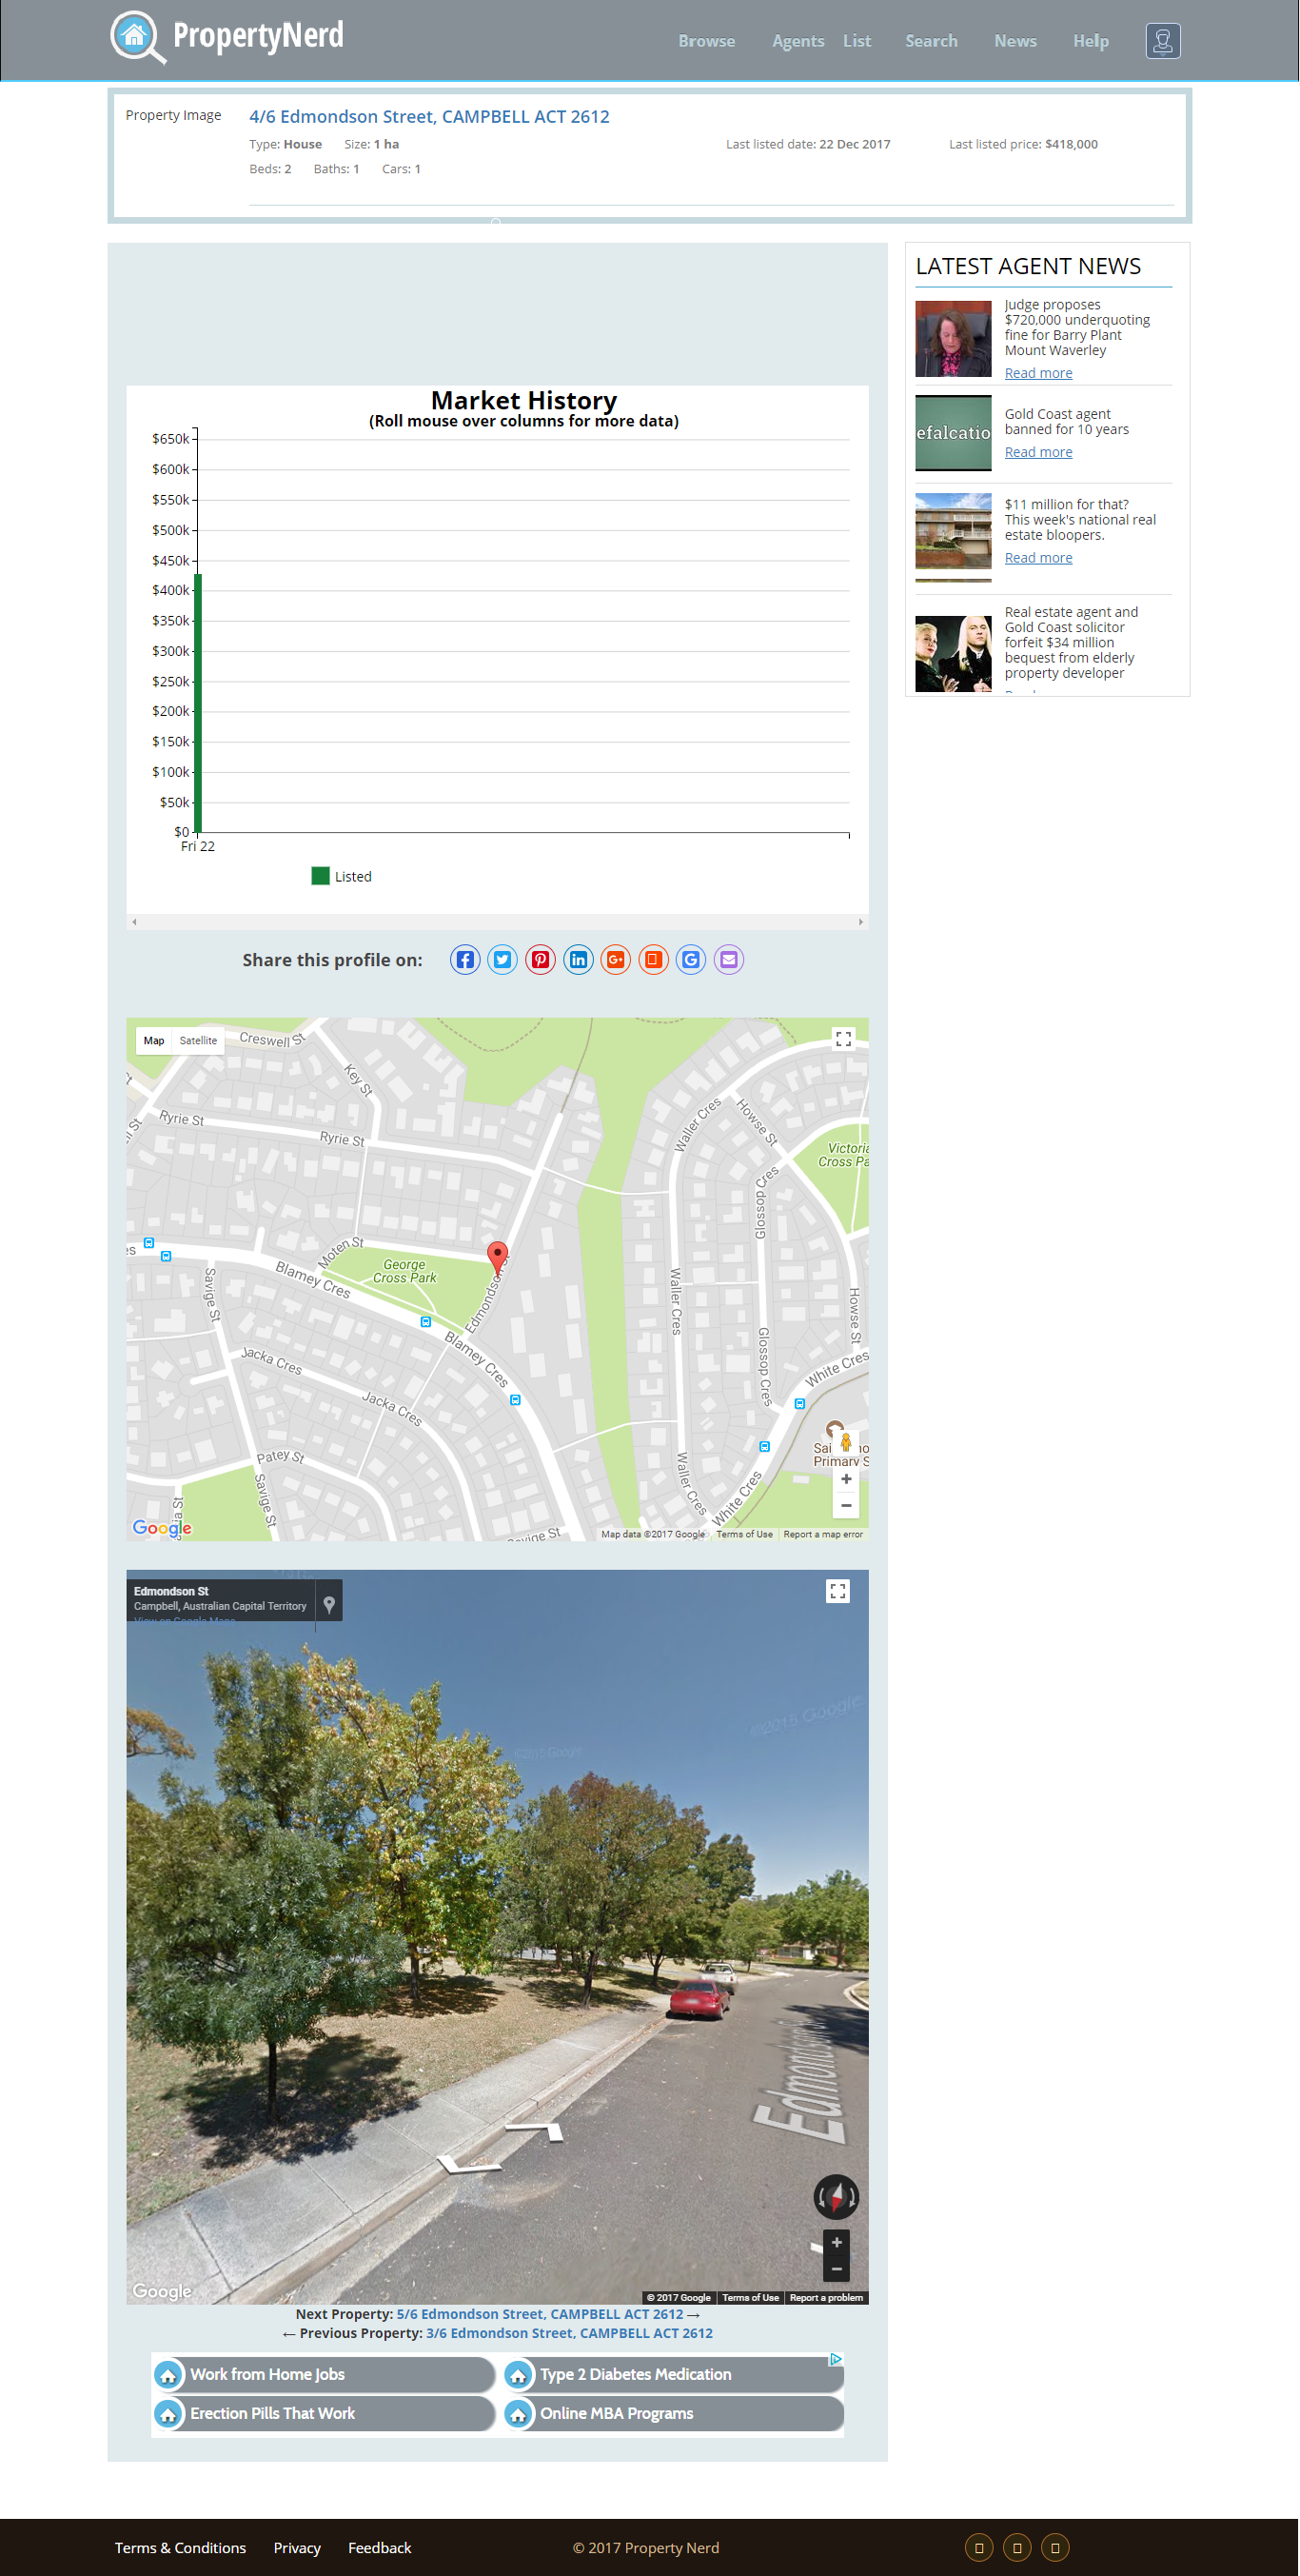 PropertyNerd
Browse Agents List Search News Help
Property Image
4/6 Edmondson Street, CAMPBELL ACT 2612
Type: House Size: 1 ha Last listed date: 22 Dec 2017 Last listed price: $418,000
Beds: 2 Baths: 1 Cars: 1
LATEST AGENT NEWS
Judge proposes
$720,000 underquoting
fine for Barry Plant
Mount Waverley
Read more
efalcatio
Gold Coast agent
banned for 10 years
Read more
$11 million for that?
This week's national real
estate bloopers.
Read more
Real estate agent and
Gold Coast solicitor
forfeit $34 million
bequest from elderly
property developer
Market History
(Roll mouse over columns for more data)
$650k
$600k
$550k
$500k
$450k
$400k
$350k
$300k
$250k
$200k
$150k
$100k
$50k
$0
Fri 22
Listed
Share this profile on:
Map Satellite
Creswell St
Key St
Ryrie St
Ryrie St
Waller Cres
Howse St
Victoria
Cross Pa
Glossop Cres
Moten St
George
Cross Park
Edmondson St
Blamey Cres
Savige St
Blamey Cres
Waller Cres
Howse St
Glossop Cres
White Cres
Jacka Cres
Jacka Cres
Patey St
Savige St
Waller Cres
White Cres
Primary S
Savige St
Google
Map data ©2017 Google Terms of Use Report a map error
Edmondson St
Campbell, Australian Capital Territory
View on Google Maps
©2015 Google
©2015 Google
Edmondson
Google
© 2017 Google Terms of Use Report a problem
Next Property: 5/6 Edmondson Street, CAMPBELL ACT 2612 →
← Previous Property: 3/6 Edmondson Street, CAMPBELL ACT 2612
Work from Home Jobs
Type 2 Diabetes Medication
Erection Pills That Work
Online MBA Programs
Terms & Conditions Privacy Feedback © 2017 Property Nerd